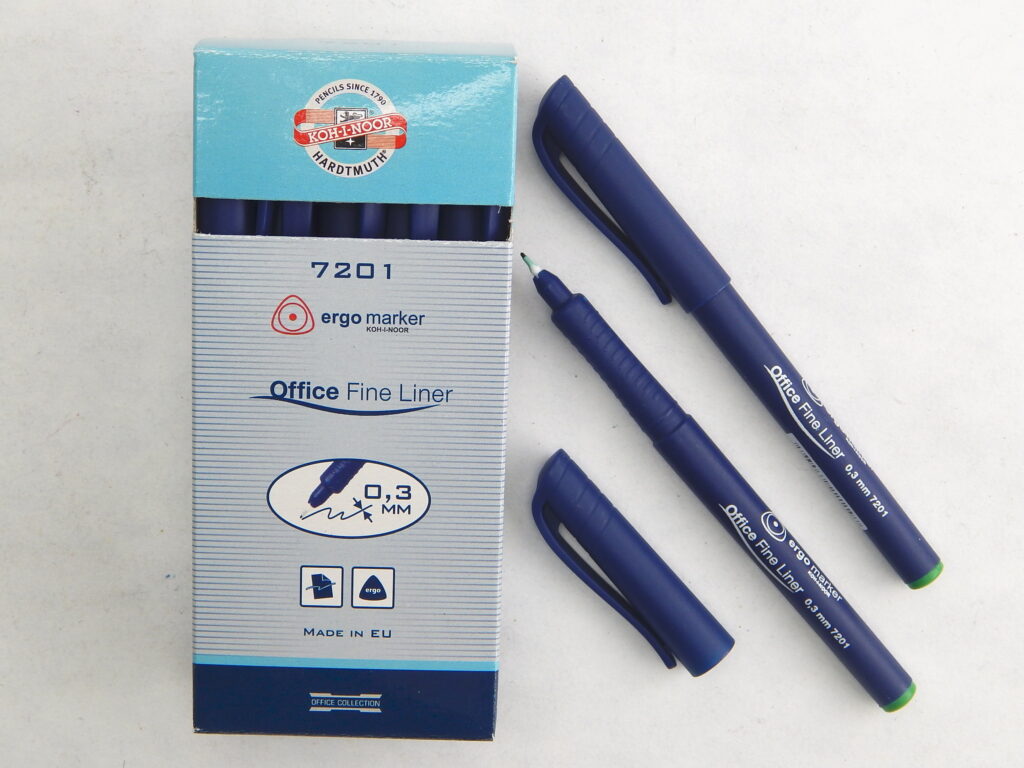 PENCILS SINCE 1790
KOH-I-NOOR
HARDTMUTH®
7201
ergo marker
KOH-I-NOOR
Office Fine Liner
0,3
MM
ergo
MADE IN EU
OFFICE COLLECTION
Office Fine Liner
0,3 mm 7201
ergo marker
KOH-I-NOOR
Office Fine Liner
0,3 mm 7201